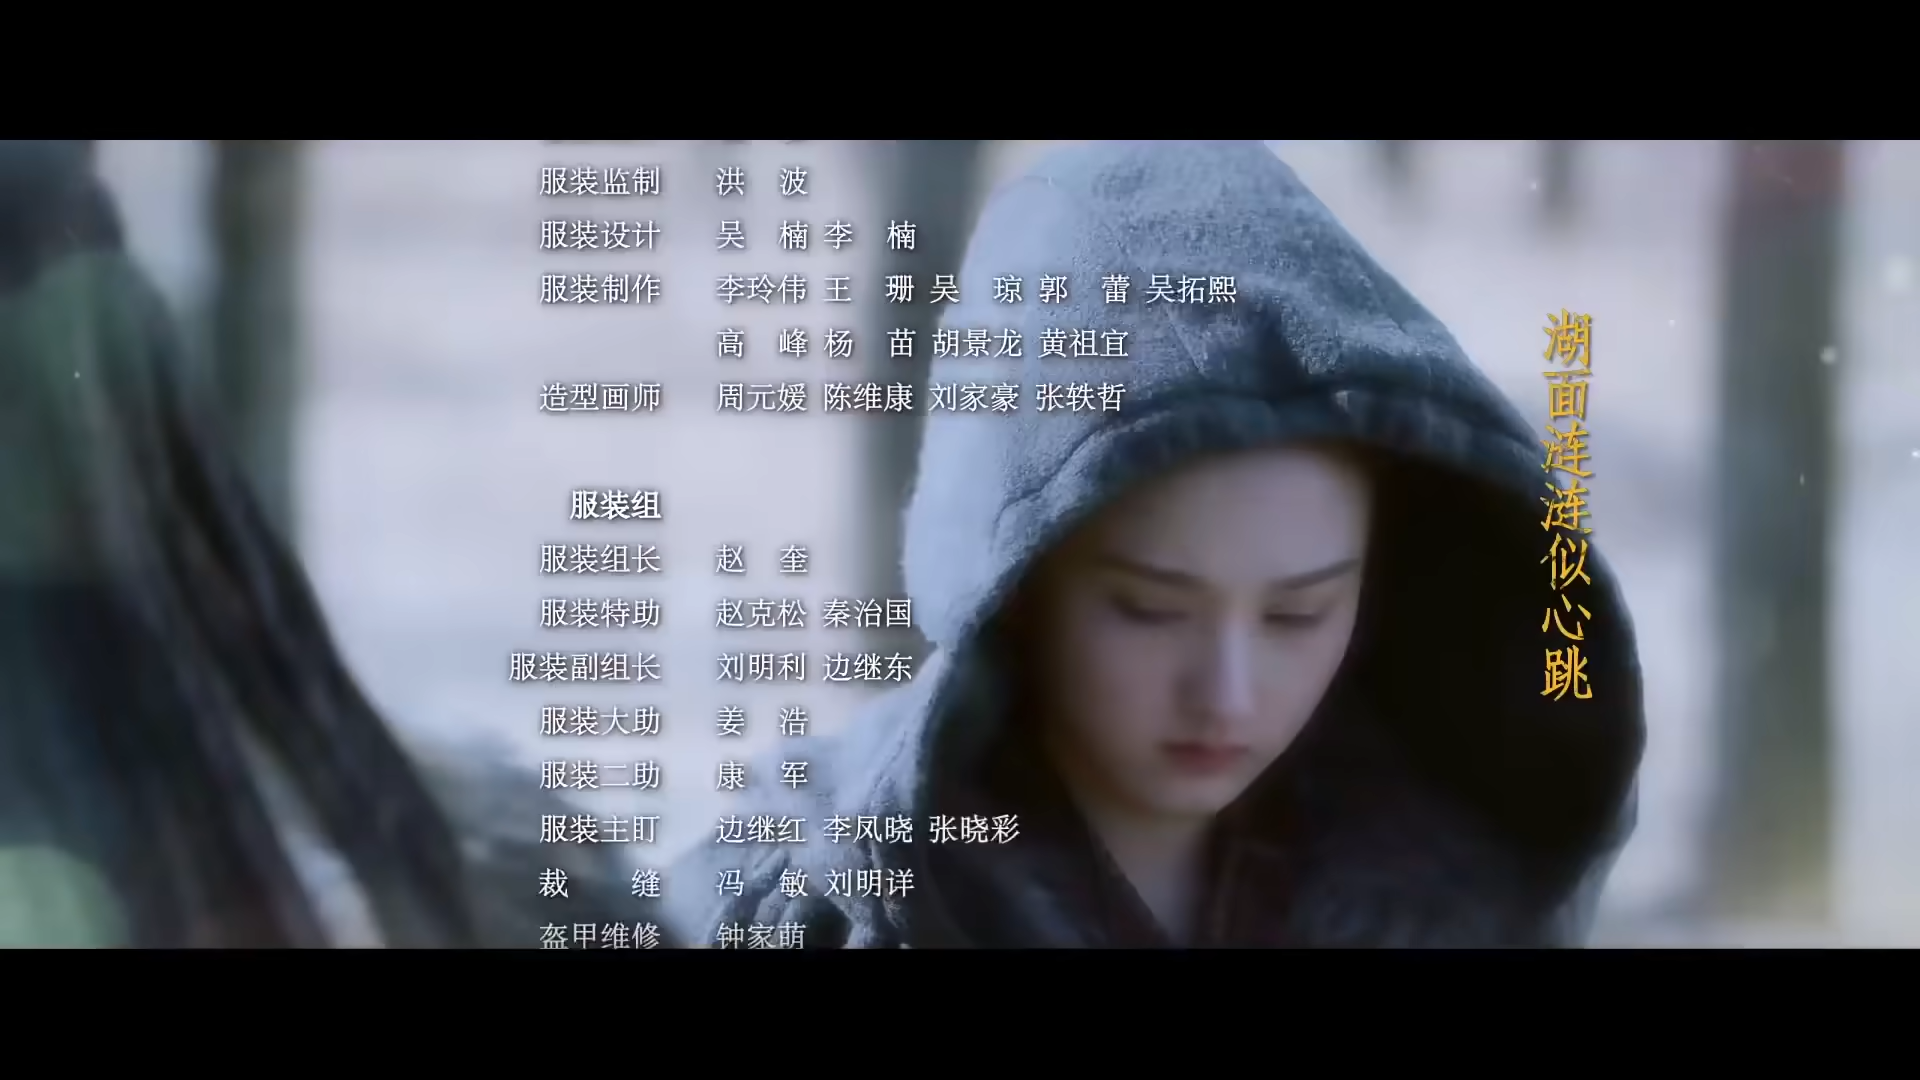 服装监制 洪 波
服装设计 吴 楠 李 楠
服装制作 李玲伟 王 珊 吴 琼 郭 蕾 吴拓熙
高 峰 杨 苗 胡景龙 黄祖宜
造型画师 周元媛 陈维康 刘家豪 张轶哲
服装组
服装组长 赵 奎
服装特助 赵克松 秦治国
服装副组长 刘明利 边继东
服装大助 姜 浩
服装二助 康 军
服装主盯 边继红 李凤晓 张晓彩
裁 缝 冯 敏 刘明详
盔甲维修 钟家萌
湖面涟涟似心跳